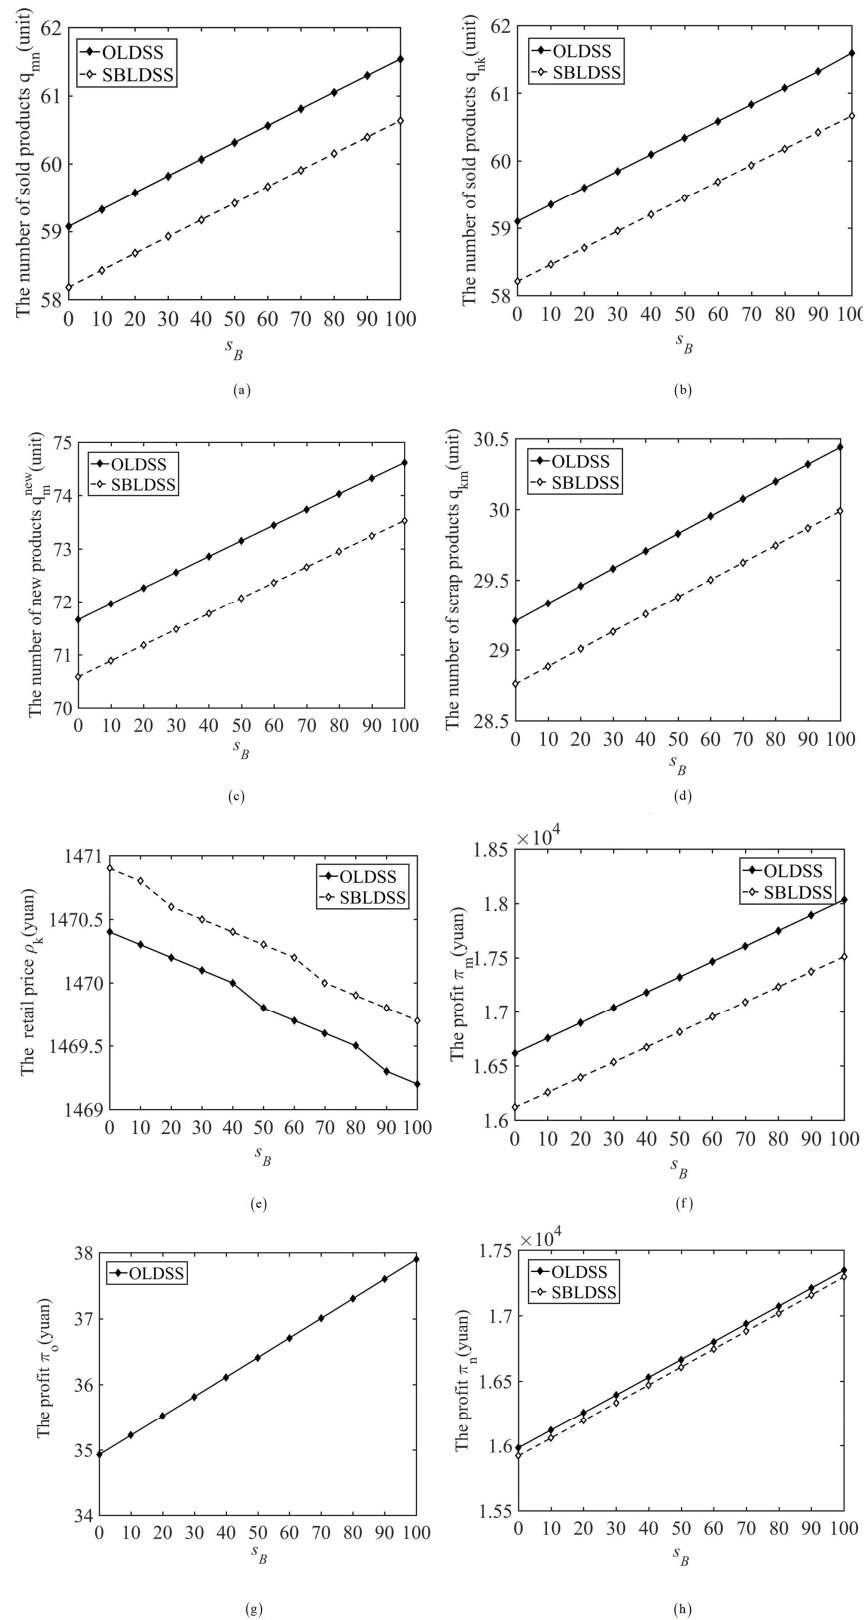 The number of sold products q_mn(unit)
62
61
60
59
58
OLDSS
SBLDSS
0 10 20 30 40 50 60 70 80 90 100
s_B
(a)
The number of sold products q_nk(unit)
62
61
60
59
58
OLDSS
SBLDSS
0 10 20 30 40 50 60 70 80 90 100
s_B
(b)
The number of new products q_m^new(unit)
75
74
73
72
71
70
OLDSS
SBLDSS
0 10 20 30 40 50 60 70 80 90 100
s_B
(c)
The number of scrap products q_km(unit)
30.5
30
29.5
29
28.5
OLDSS
SBLDSS
0 10 20 30 40 50 60 70 80 90 100
s_B
(d)
The retail price ρ_k(yuan)
1471
1470.5
1470
1469.5
1469
OLDSS
SBLDSS
0 10 20 30 40 50 60 70 80 90 100
s_B
(e)
The profit π_m(yuan)
×10^4
1.85
1.8
1.75
1.7
1.65
1.6
OLDSS
SBLDSS
0 10 20 30 40 50 60 70 80 90 100
s_B
(f)
The profit π_o(yuan)
38
37
36
35
34
OLDSS
0 10 20 30 40 50 60 70 80 90 100
s_B
(g)
The profit π_n(yuan)
×10^4
1.75
1.7
1.65
1.6
1.55
OLDSS
SBLDSS
0 10 20 30 40 50 60 70 80 90 100
s_B
(h)